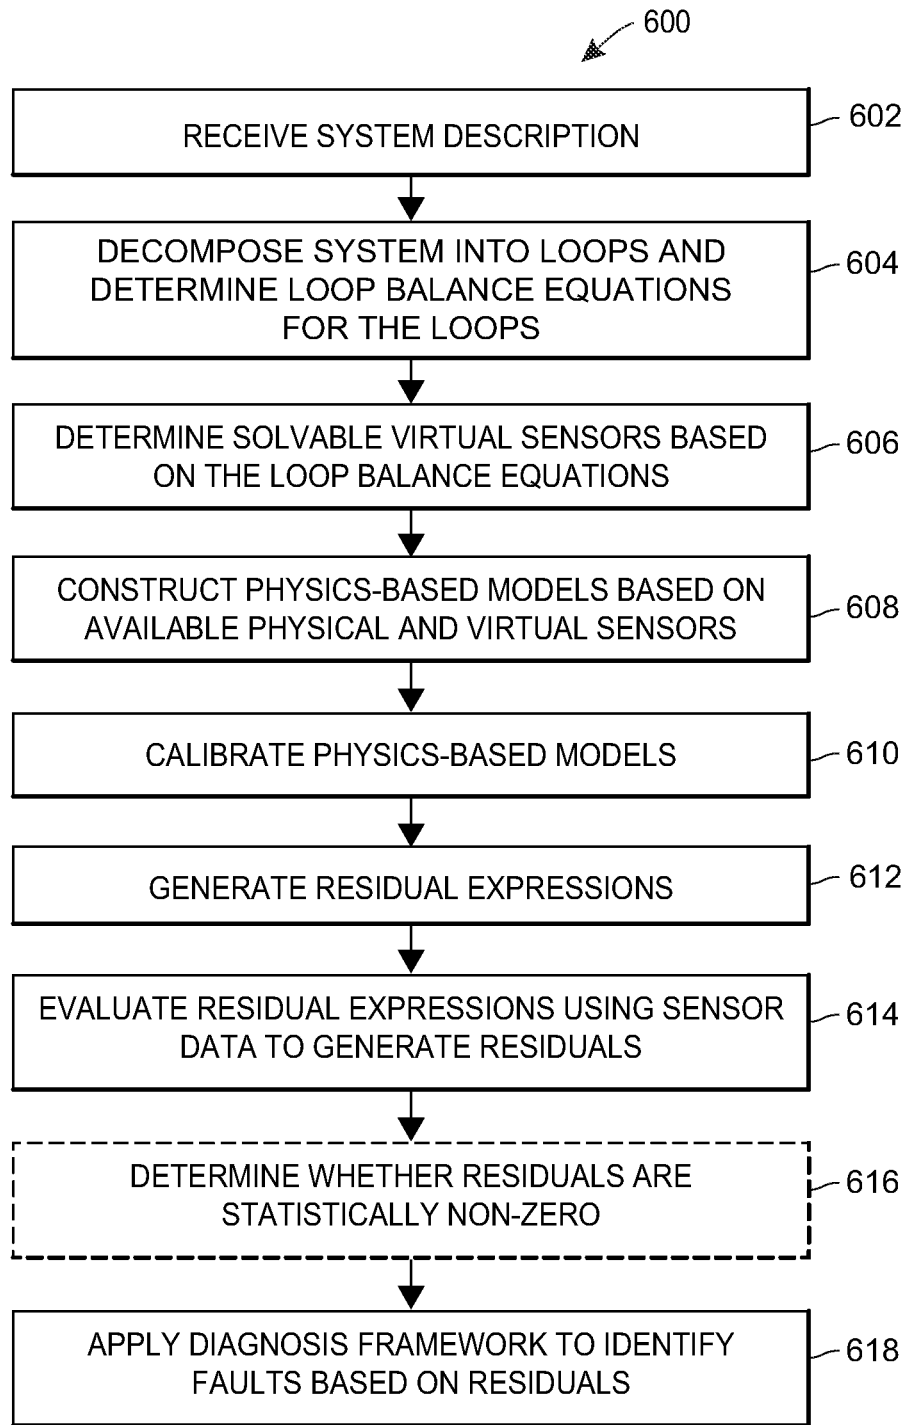 600
RECEIVE SYSTEM DESCRIPTION
602
DECOMPOSE SYSTEM INTO LOOPS AND
DETERMINE LOOP BALANCE EQUATIONS
FOR THE LOOPS
604
DETERMINE SOLVABLE VIRTUAL SENSORS BASED
ON THE LOOP BALANCE EQUATIONS
606
CONSTRUCT PHYSICS-BASED MODELS BASED ON
AVAILABLE PHYSICAL AND VIRTUAL SENSORS
608
CALIBRATE PHYSICS-BASED MODELS
610
GENERATE RESIDUAL EXPRESSIONS
612
EVALUATE RESIDUAL EXPRESSIONS USING SENSOR
DATA TO GENERATE RESIDUALS
614
DETERMINE WHETHER RESIDUALS ARE
STATISTICALLY NON-ZERO
616
APPLY DIAGNOSIS FRAMEWORK TO IDENTIFY
FAULTS BASED ON RESIDUALS
618